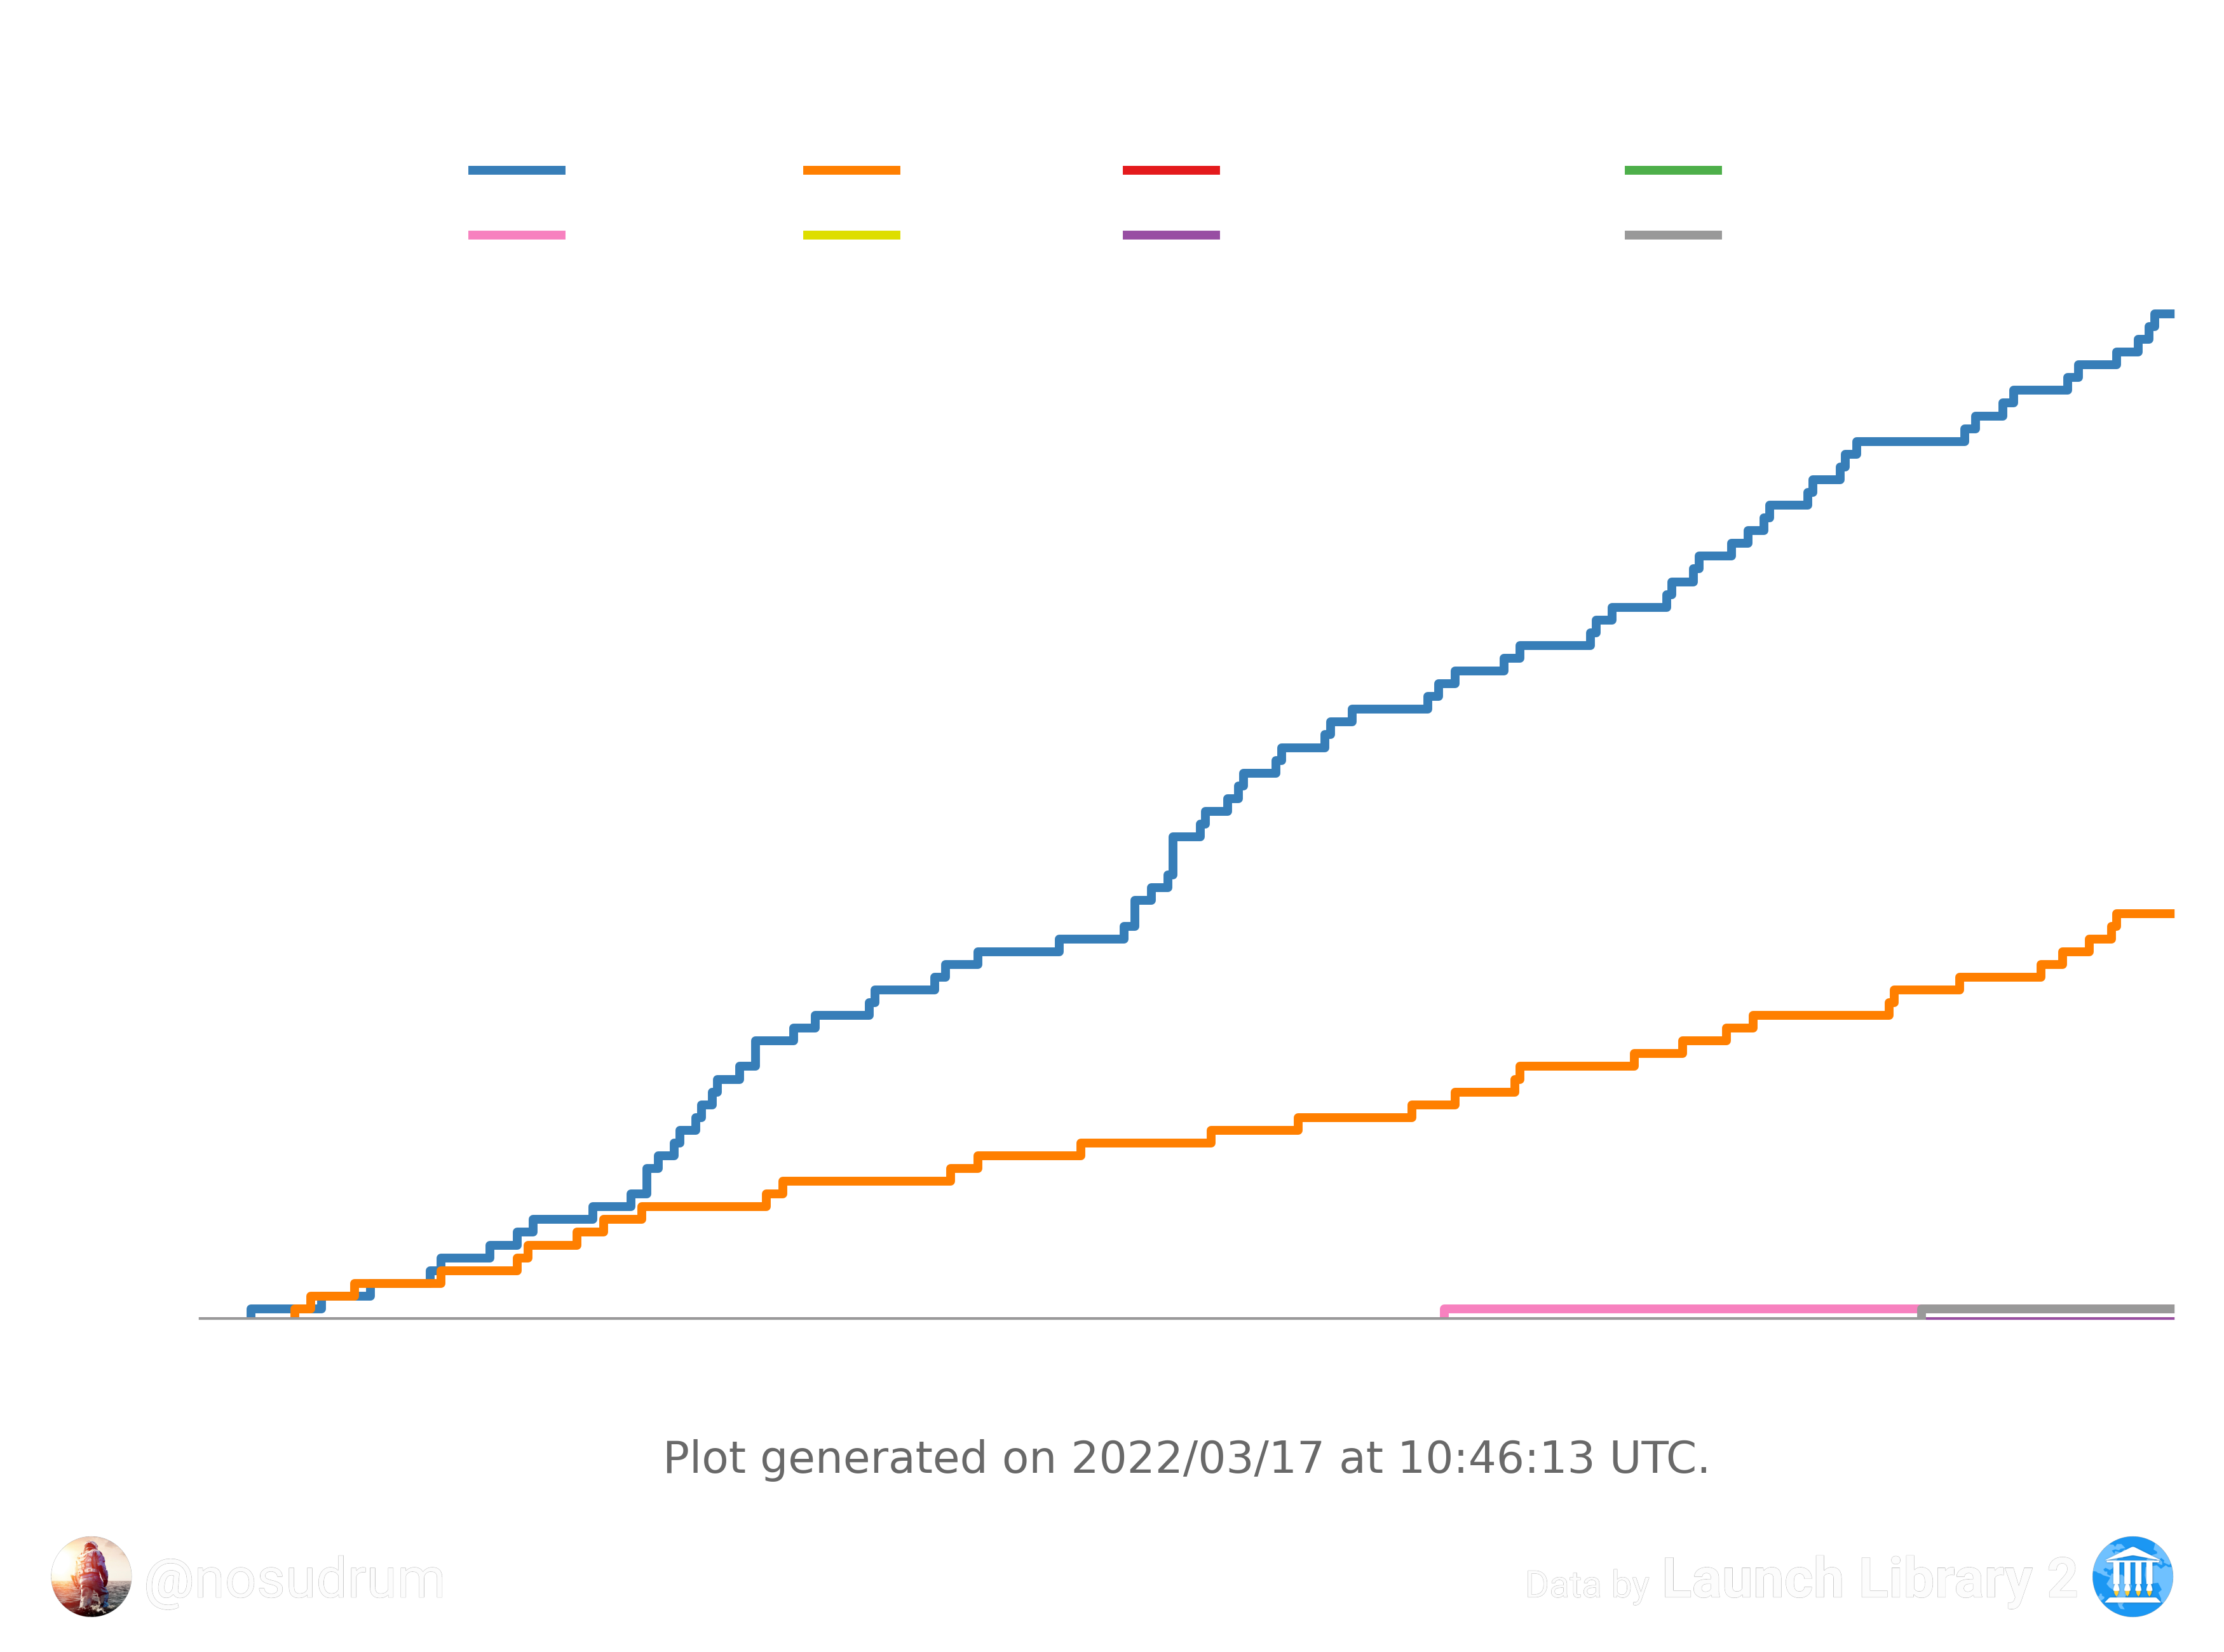 Plot generated on 2022/03/17 at 10:46:13 UTC.
@nosudrum
Data by Launch Library 2